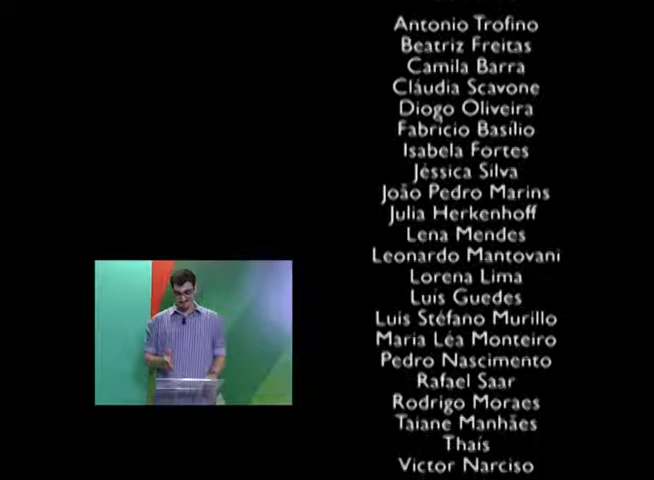 Antonio Trofino
Beatriz Freitas
Camila Barra
Cláudia Scavone
Diogo Oliveira
Fabrício Basílio
Isabela Fortes
Jéssica Silva
João Pedro Marins
Julia Herkenhoff
Lena Mendes
Leonardo Mantovani
Lorena Lima
Luis Guedes
Luis Stéfano Murillo
Maria Léa Monteiro
Pedro Nascimento
Rafael Saar
Rodrigo Moraes
Taiane Manhães
Thaís
Victor Narciso